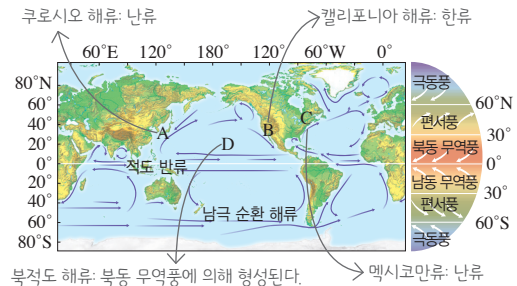 쿠로시오 해류: 난류
캘리포니아 해류: 한류
60°E 120° 180° 120° 60°W 0°
80°N
60°
40°
20°
0°
20°
40°
60°
80°S
A
B
C
D
적도 반류
남극 순환 해류
극동풍
60°N
편서풍
30°
북동 무역풍
0°
남동 무역풍
30°
편서풍
60°S
극동풍
북적도 해류: 북동 무역풍에 의해 형성된다.
멕시코만류: 난류